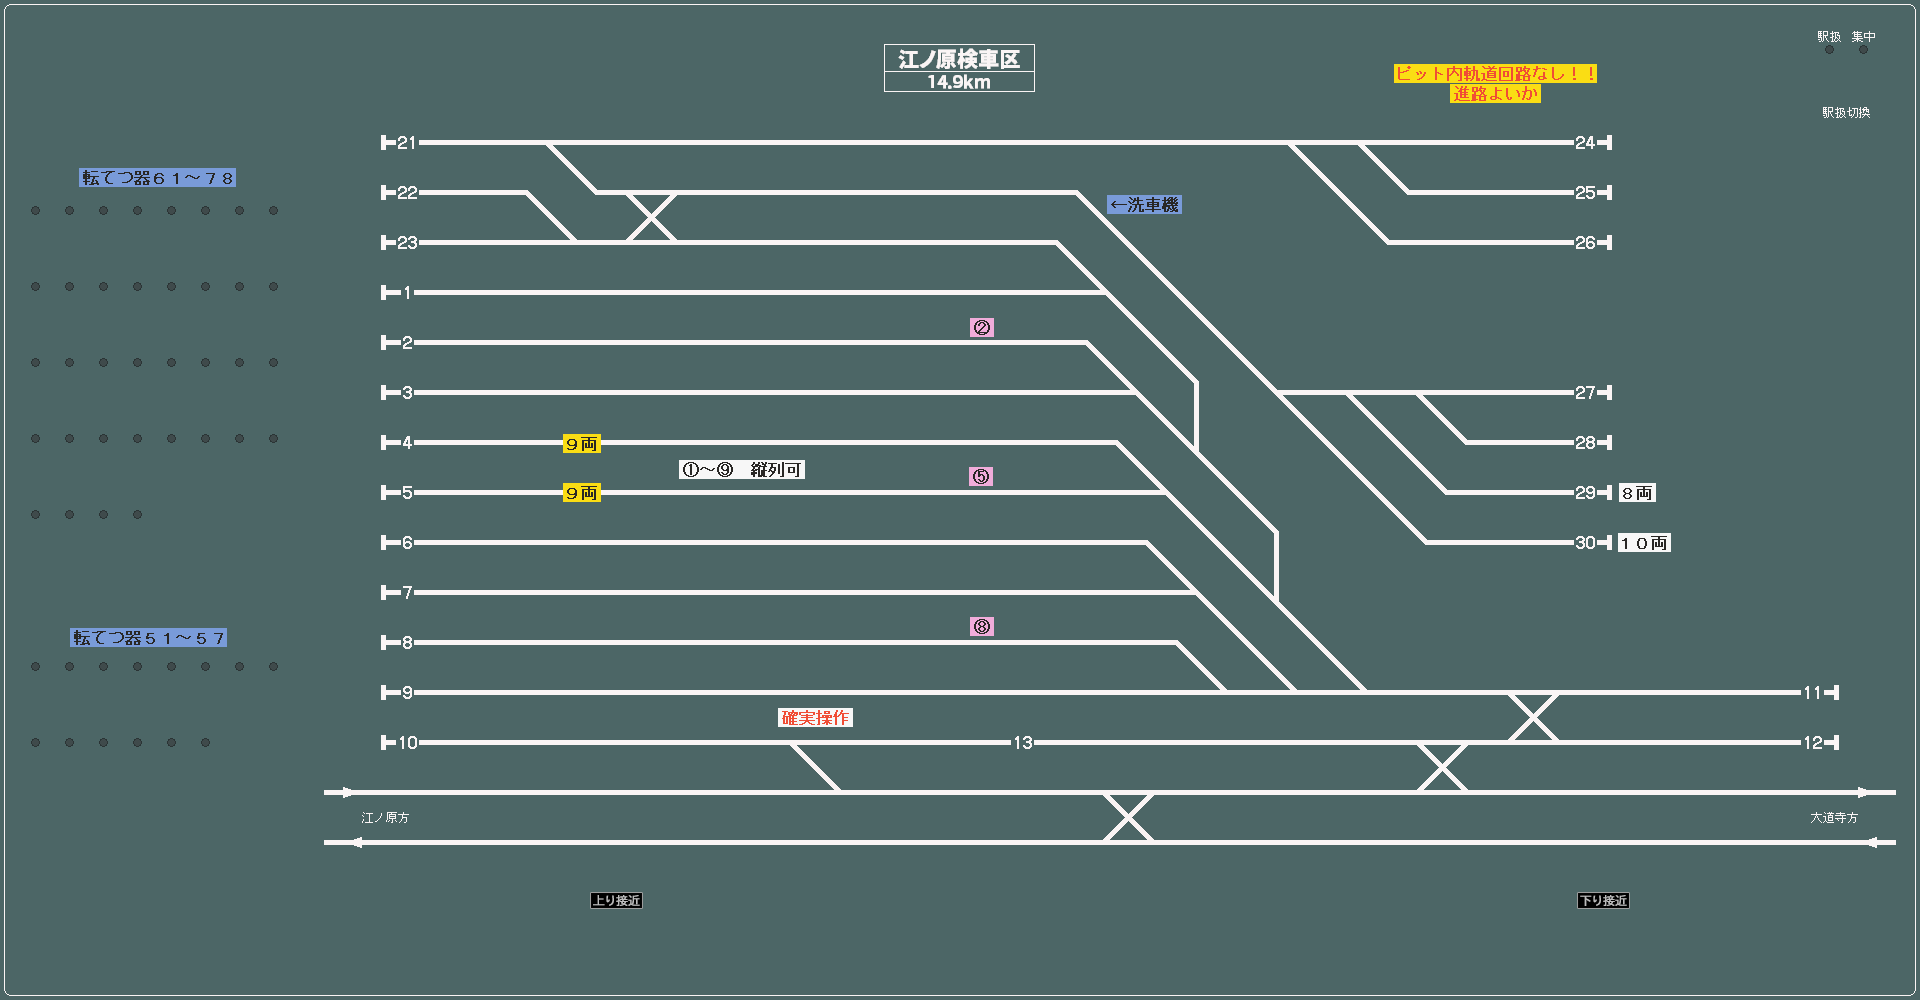 駅扱 集中
江ノ原検車区
14.9km
ピット内軌道回路なし！！
進路よいか
駅扱切換
21 24
転てつ器６１～７８
22 25
←洗車機
23 26
1
②
2
3 27
4 ９両 28
①～⑨　縦列可
⑤
5 ９両 29 ８両
6 30 １０両
7
⑧
転てつ器５１～５７
8
9 11
確実操作
10 13 12
江ノ原方 大道寺方
上り接近 下り接近